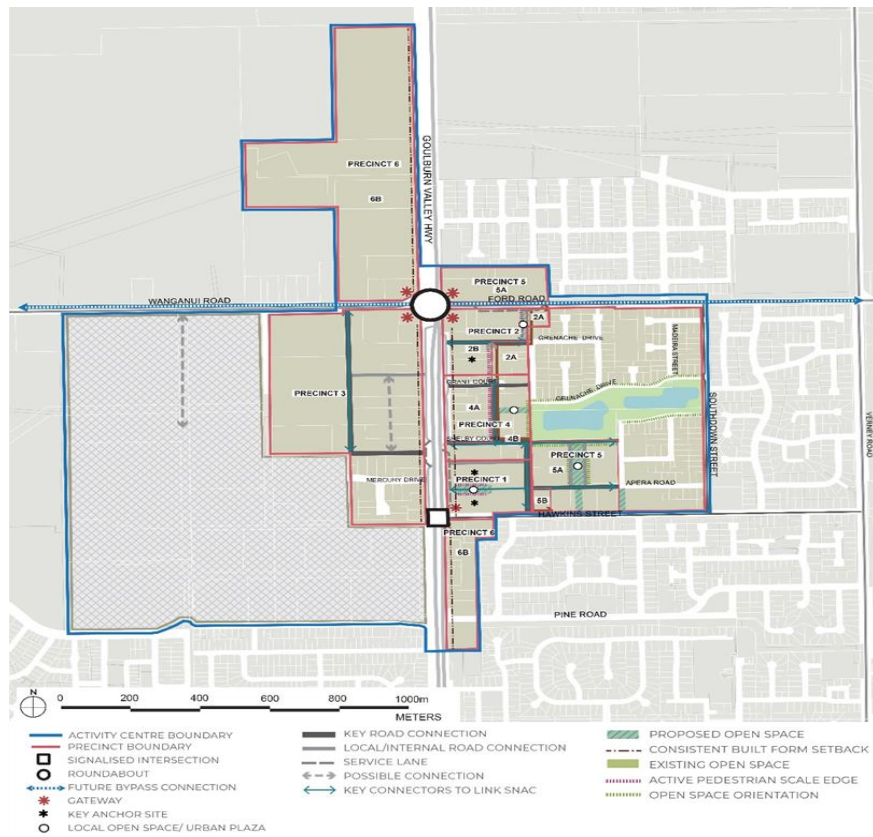 PRECINCT 6
GOULBURN VALLEY HWY
6B
PRECINCT 5
5A
WANGANUI ROAD
FORD ROAD
2A
PRECINCT 2
GRENACHE DRIVE
MADEIRA STREET
2B
2A
GRANT COURT
GRENACHE DRIVE
PRECINCT 3
4A
SOUTHDOWN STREET
VERNEY ROAD
PRECINCT 4
SHELBY COURT
4B
PRECINCT 5
5A
MERCURY DRIVE
PRECINCT 1
APERA ROAD
5B
HAWKINS STREET
PRECINCT 6
6B
PINE ROAD
N
0 200 400 600 800 1000m
METERS
ACTIVITY CENTRE BOUNDARY
PRECINCT BOUNDARY
SIGNALISED INTERSECTION
ROUNDABOUT
FUTURE BYPASS CONNECTION
GATEWAY
KEY ANCHOR SITE
LOCAL OPEN SPACE/ URBAN PLAZA
KEY ROAD CONNECTION
LOCAL/INTERNAL ROAD CONNECTION
SERVICE LANE
POSSIBLE CONNECTION
KEY CONNECTORS TO LINK SNAC
PROPOSED OPEN SPACE
CONSISTENT BUILT FORM SETBACK
EXISTING OPEN SPACE
ACTIVE PEDESTRIAN SCALE EDGE
OPEN SPACE ORIENTATION